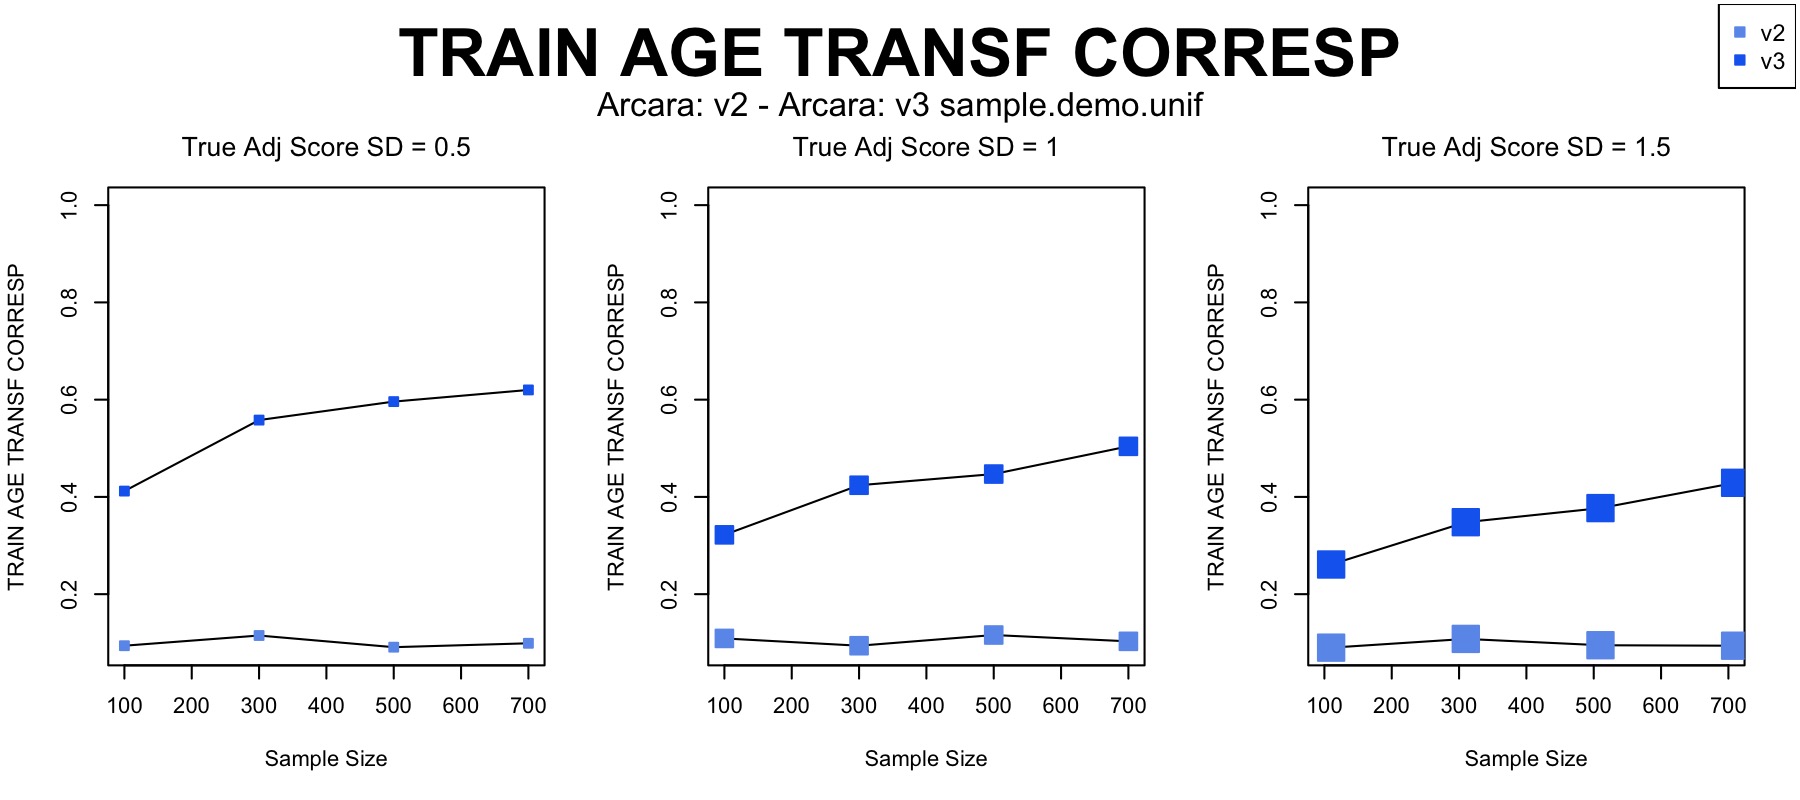 TRAIN AGE TRANSF CORRESP
Arcara: v2 - Arcara: v3 sample.demo.unif
v2
v3
True Adj Score SD = 0.5
TRAIN AGE TRANSF CORRESP
1.0
0.8
0.6
0.4
0.2
100 200 300 400 500 600 700
Sample Size
True Adj Score SD = 1
TRAIN AGE TRANSF CORRESP
1.0
0.8
0.6
0.4
0.2
100 200 300 400 500 600 700
Sample Size
True Adj Score SD = 1.5
TRAIN AGE TRANSF CORRESP
1.0
0.8
0.6
0.4
0.2
100 200 300 400 500 600 700
Sample Size